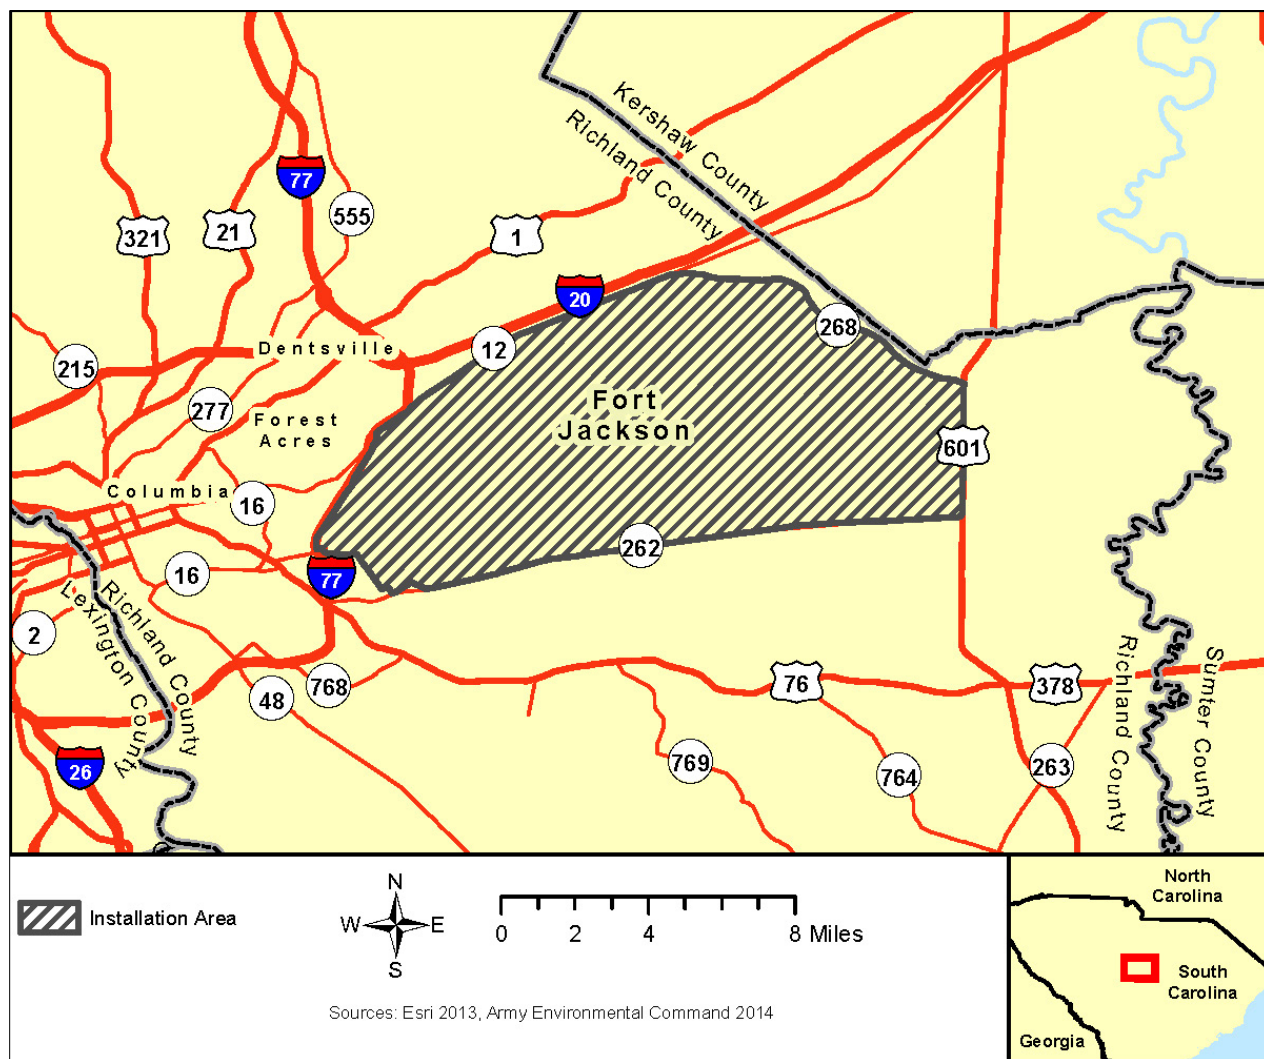 Kershaw County
Richland County
77
555
321
21
1
20
268
12
Dentsville
215
277
Forest
Acres
Fort
Jackson
601
Columbia
16
262
16
77
Richland County
Lexington County
2
768
48
76
378
Richland County
Sumter County
26
769
764
263
Installation Area
N
W
E
S
0
2
4
8 Miles
Sources: Esri 2013, Army Environmental Command 2014
North
Carolina
South
Carolina
Georgia